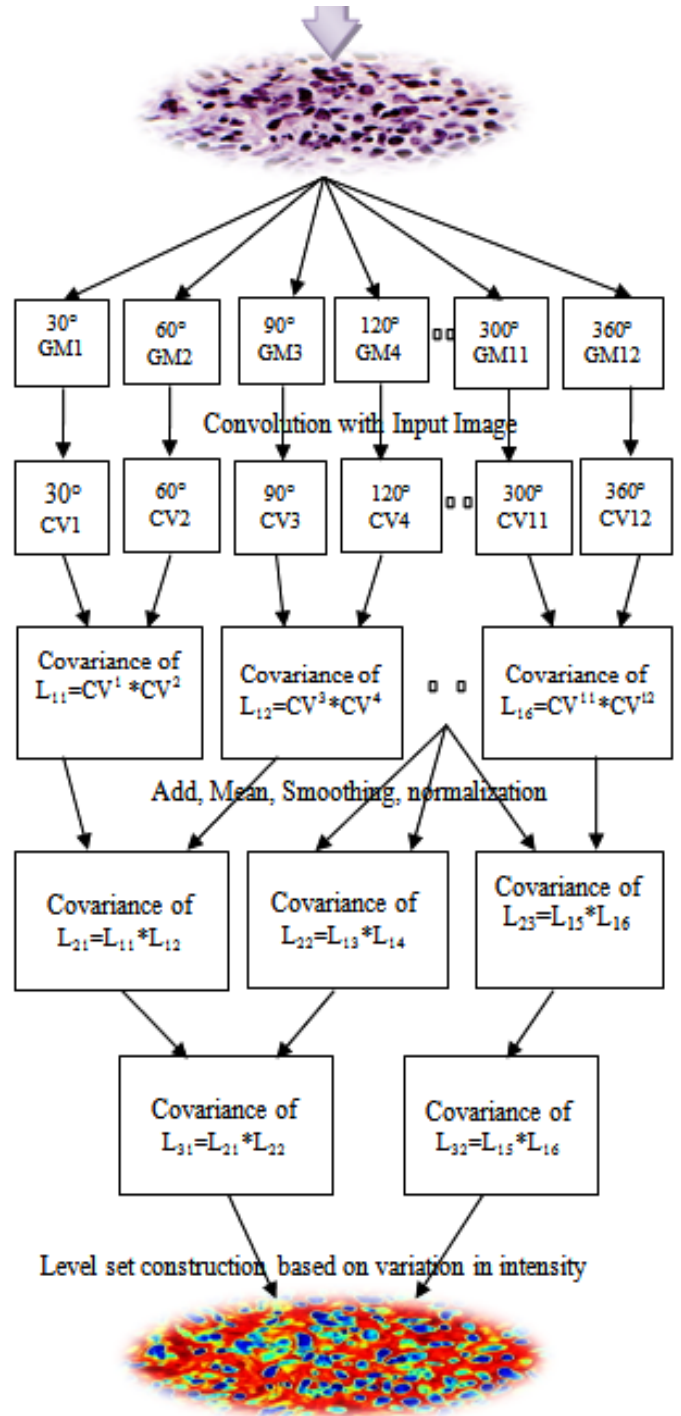 30° GM1
60° GM2
90° GM3
120° GM4
300° GM11
360° GM12
Convolution with Input Image
30° CV1
60° CV2
90° CV3
120° CV4
300° CV11
360° CV12
Covariance of
L₁₁=CV¹ *CV²
Covariance of
L₁₂=CV³*CV⁴
Covariance of
L₁₆=CV¹¹*CV¹²
Add, Mean, Smoothing, normalization
Covariance of
L₂₁=L₁₁*L₁₂
Covariance of
L₂₂=L₁₃*L₁₄
Covariance of
L₂₃=L₁₅*L₁₆
Covariance of
L₃₁=L₂₁*L₂₂
Covariance of
L₃₂=L₁₅*L₁₆
Level set construction based on variation in intensity